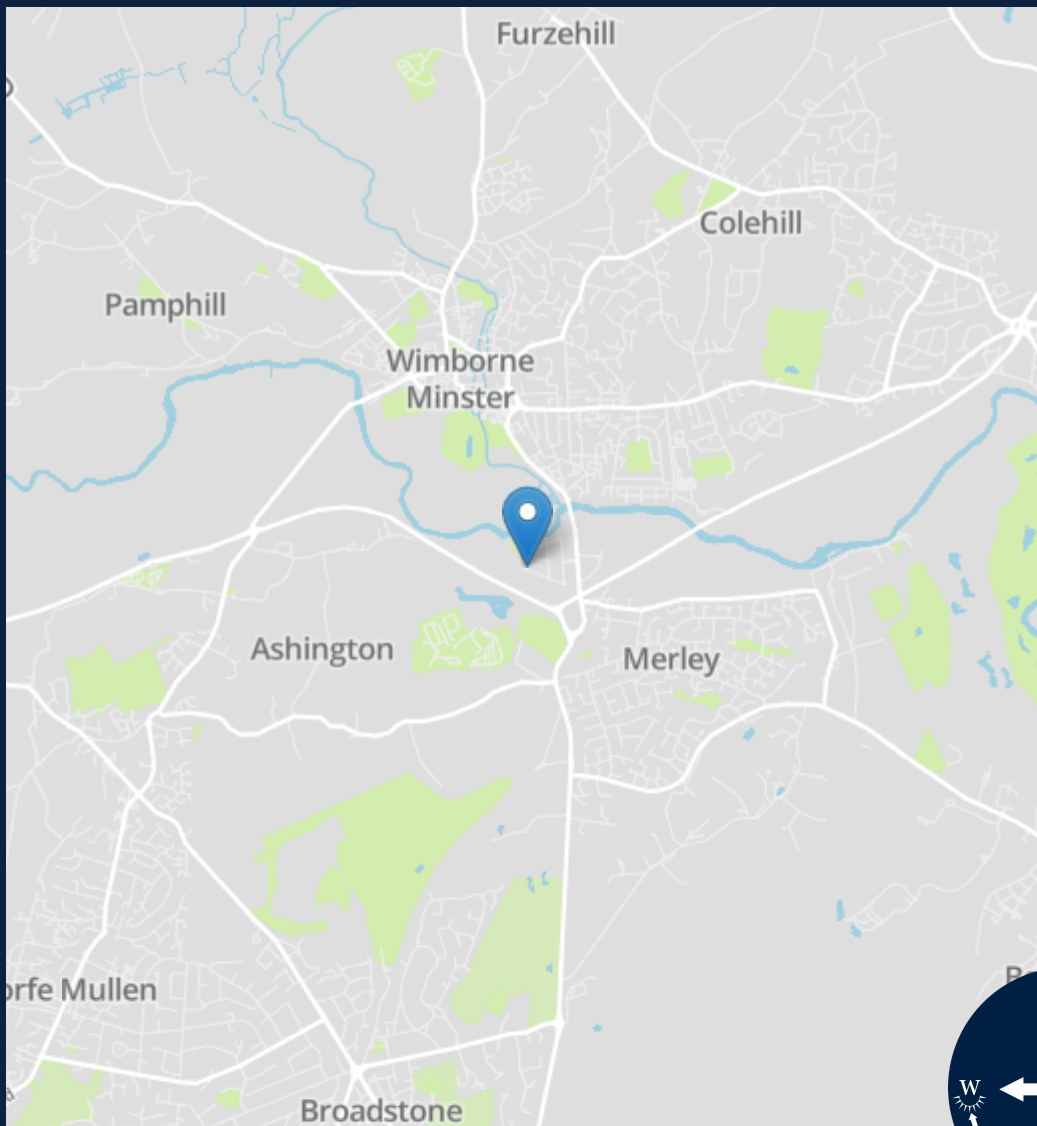 Furzehill
Colehill
Pamphill
Wimborne
Minster
Ashington
Merley
orfe Mullen
Broadstone
W